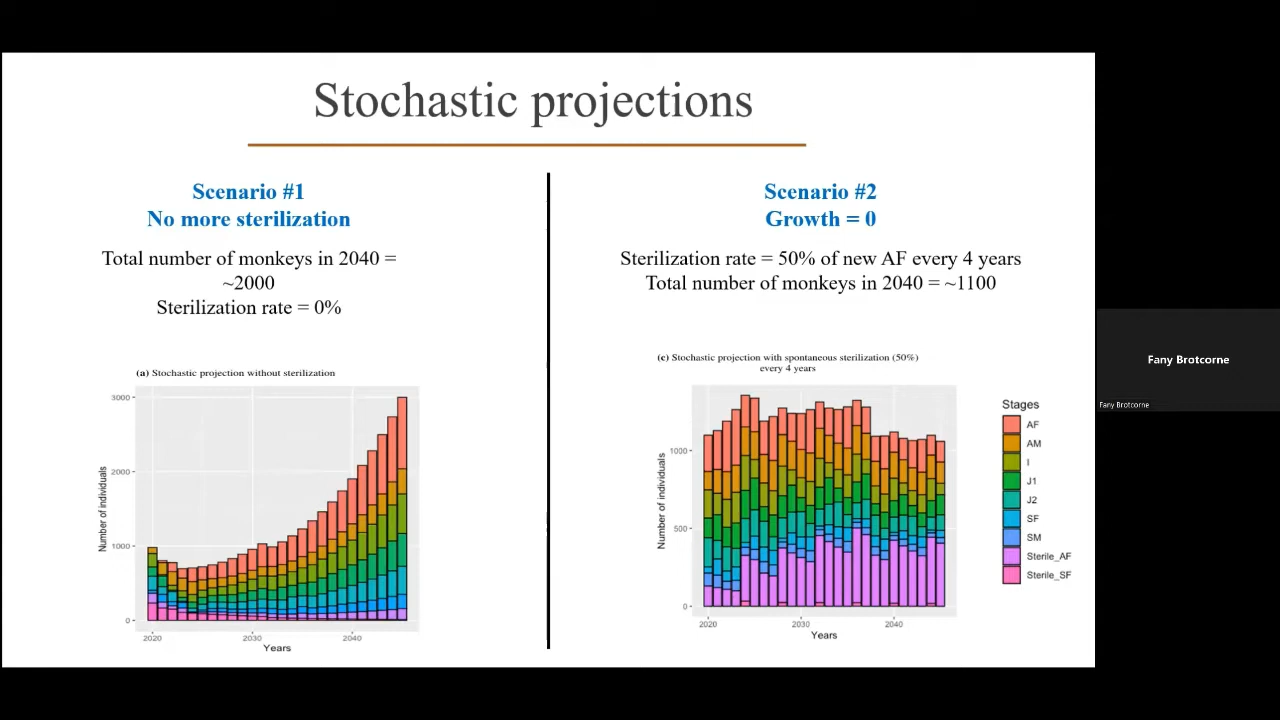 Stochastic projections
Scenario #1
No more sterilization
Total number of monkeys in 2040 =
~2000
Sterilization rate = 0%
(a) Stochastic projection without sterilization
Number of individuals
3000
2000
1000
0
2020
2030
2040
Years
Scenario #2
Growth = 0
Sterilization rate = 50% of new AF every 4 years
Total number of monkeys in 2040 = ~1100
(c) Stochastic projection with spontaneous sterilization (50%)
every 4 years
Number of individuals
1000
500
0
2020
2030
2040
Years
Stages
AF
AM
I
J1
J2
SF
SM
Sterile_AF
Sterile_SF
Fany Brotcorne
Fany Brotcorne